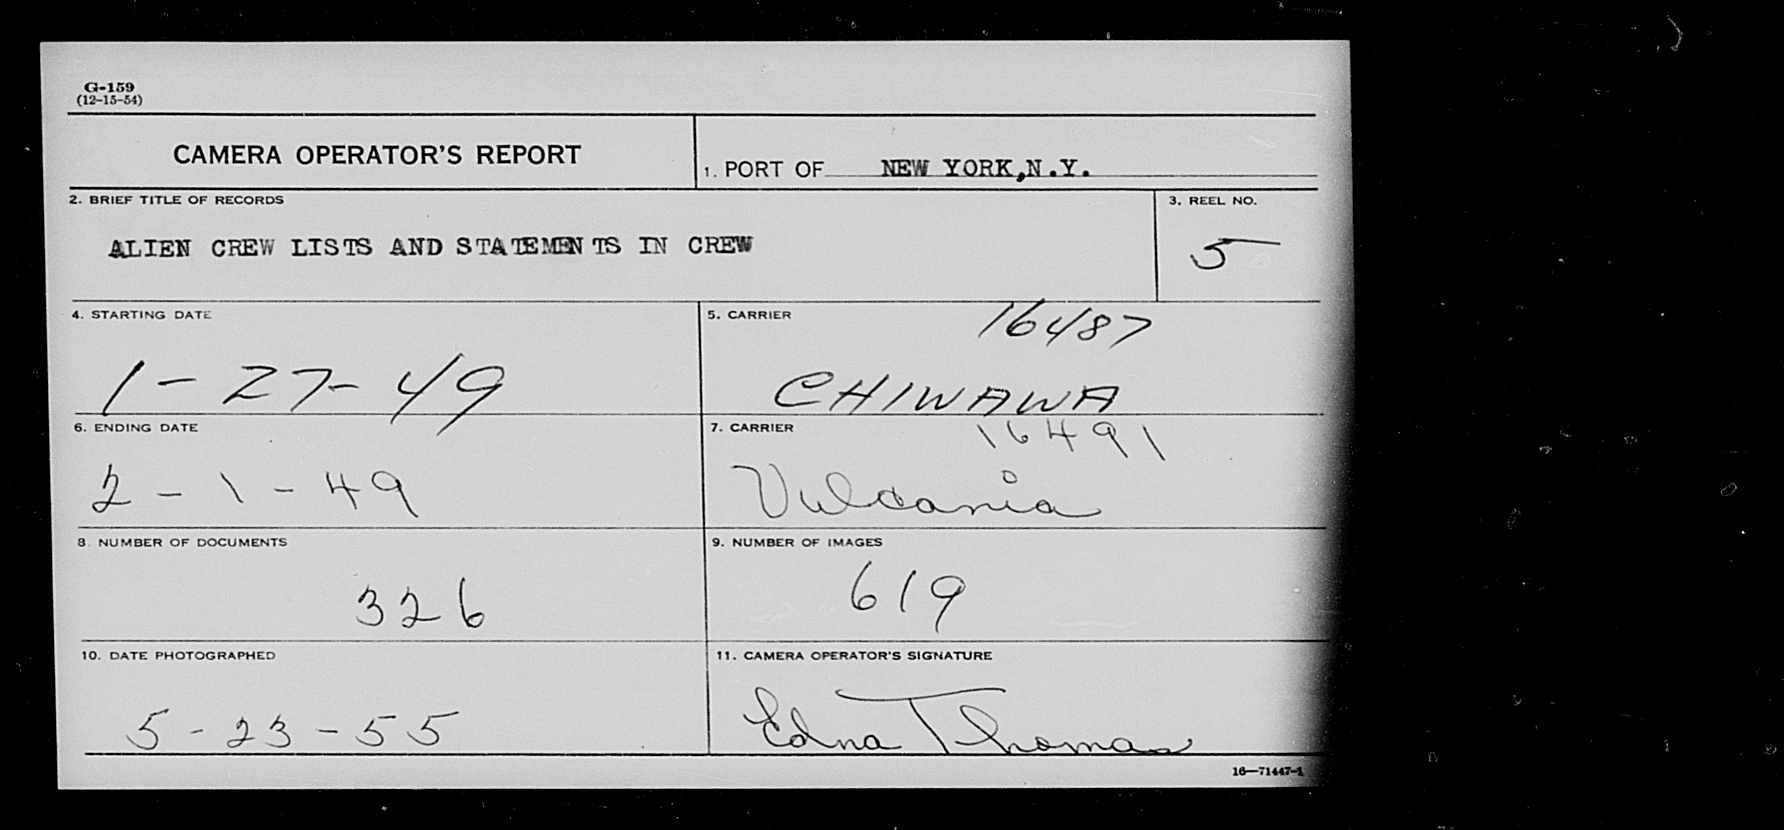 G-159
(12-15-54)
CAMERA OPERATOR'S REPORT
1. PORT OF NEW YORK,N.Y.
2. BRIEF TITLE OF RECORDS
ALIEN CREW LISTS AND STATEMENTS IN CREW
3. REEL NO.
5
4. STARTING DATE
1-27-49
5. CARRIER
16487
CHIWAWA
6. ENDING DATE
2-1-49
7. CARRIER
16491
Vulcania
8. NUMBER OF DOCUMENTS
326
9. NUMBER OF IMAGES
619
10. DATE PHOTOGRAPHED
5-23-55
11. CAMERA OPERATOR'S SIGNATURE
Edna Thomas
16—71447-1